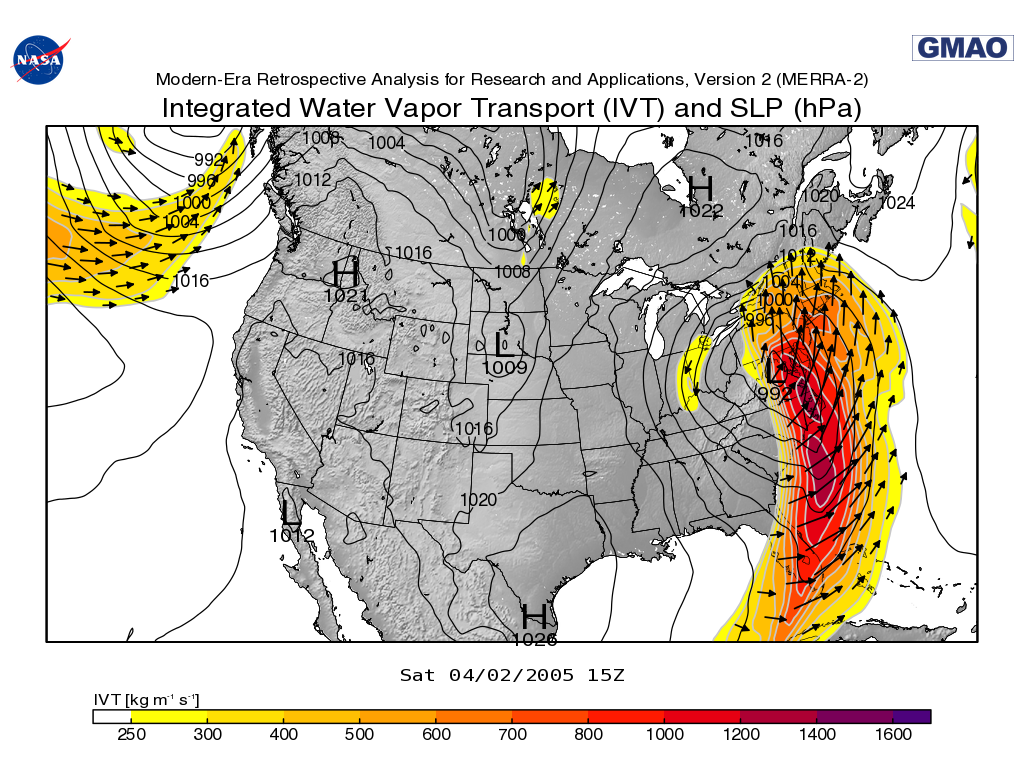 NASA
GMAO
Modern-Era Retrospective Analysis for Research and Applications, Version 2 (MERRA-2)
Integrated Water Vapor Transport (IVT) and SLP (hPa)
1008 1004 1016
992
996 1012 H 1020
1000 1022 1024
1004
1000 1016
1016 1012
1008
H 1016 1004
1021 1000
996
L
1016 1009 L
992
1016
1020
L
1012
H
1026
Sat 04/02/2005 15Z
IVT [kg m⁻¹ s⁻¹]
250 300 400 500 600 700 800 1000 1200 1400 1600